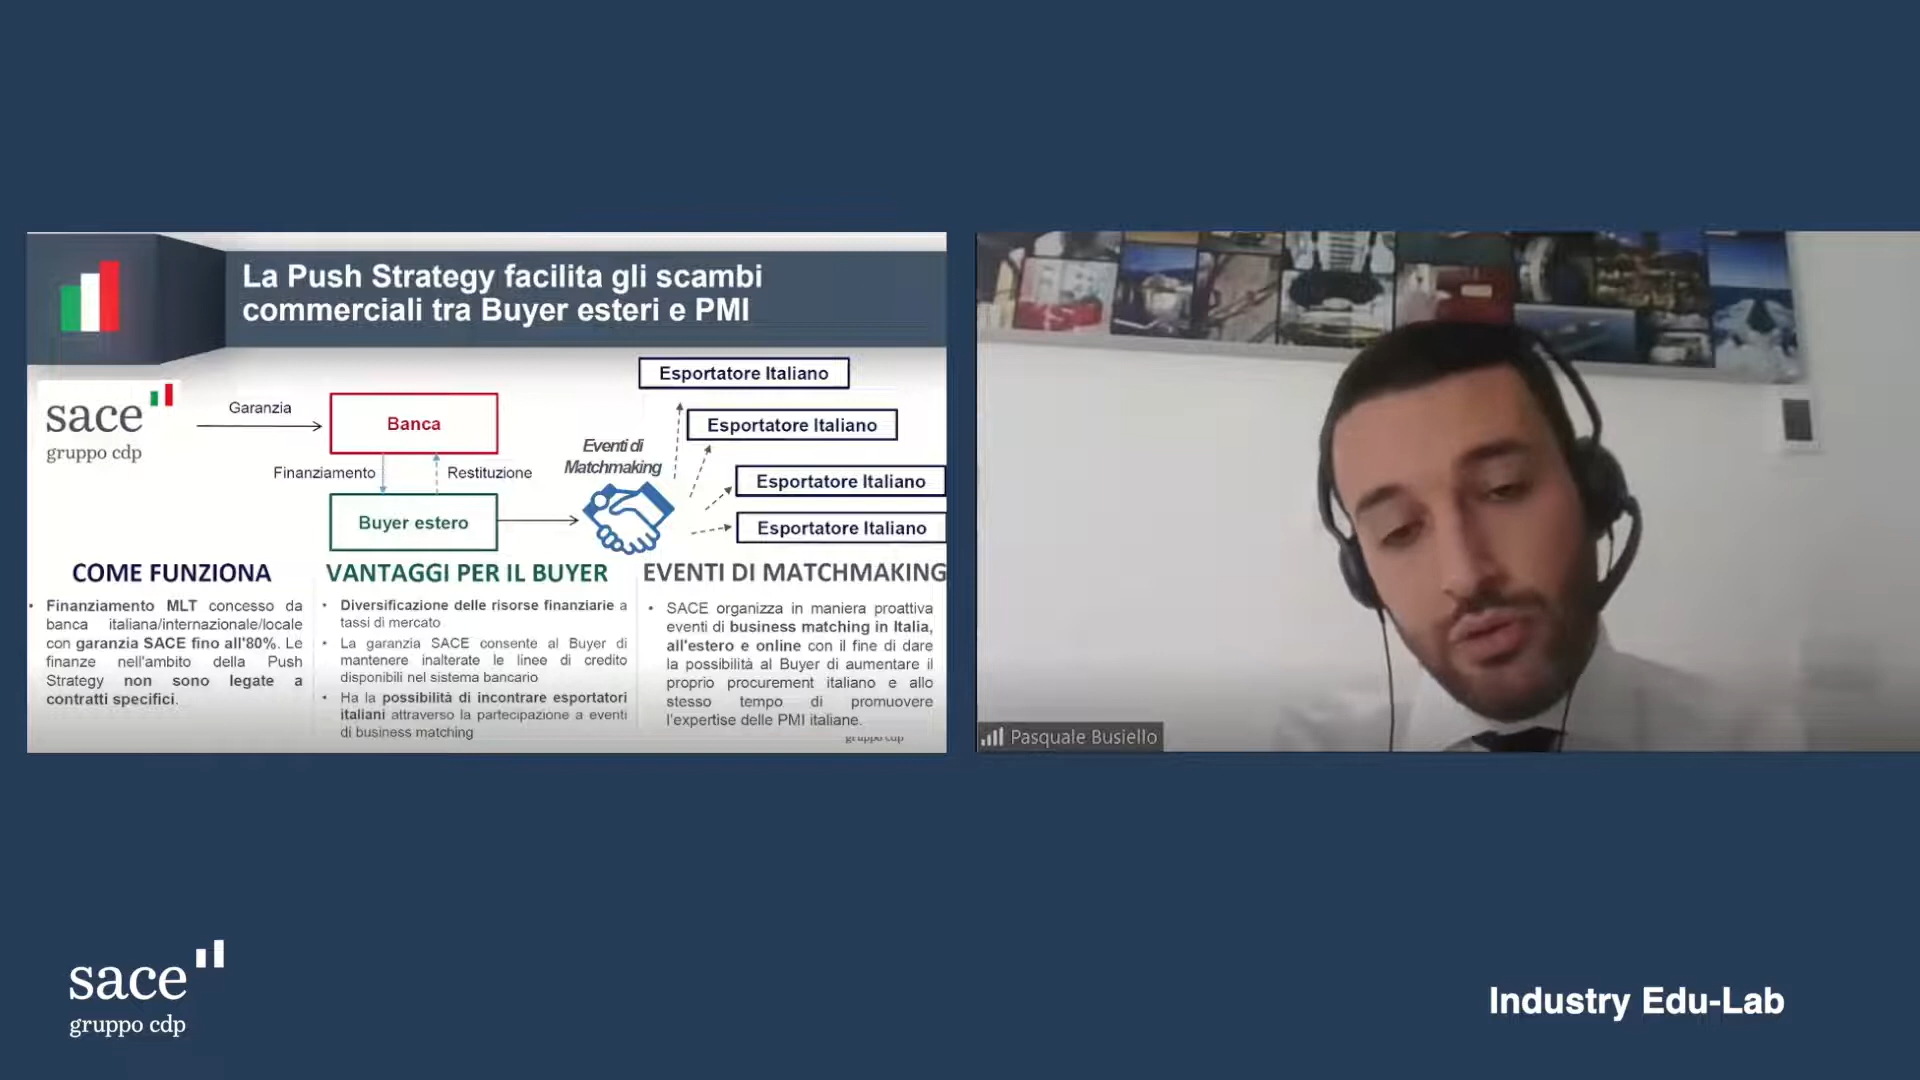 La Push Strategy facilita gli scambi
commerciali tra Buyer esteri e PMI
sace
gruppo cdp
Garanzia
Banca
Finanziamento
Restituzione
Buyer estero
Eventi di
Matchmaking
Esportatore Italiano
Esportatore Italiano
Esportatore Italiano
Esportatore Italiano
COME FUNZIONA
• Finanziamento MLT concesso da
banca italiana/internazionale/locale
con garanzia SACE fino all'80%. Le
finanze nell'ambito della Push
Strategy non sono legate a
contratti specifici.
VANTAGGI PER IL BUYER
• Diversificazione delle risorse finanziarie a
tassi di mercato
• La garanzia SACE consente al Buyer di
mantenere inalterate le linee di credito
disponibili nel sistema bancario
• Ha la possibilità di incontrare esportatori
italiani attraverso la partecipazione a eventi
di business matching
EVENTI DI MATCHMAKING
• SACE organizza in maniera proattiva
eventi di business matching in Italia,
all'estero e online con il fine di dare
la possibilità al Buyer di aumentare il
proprio procurement italiano e allo
stesso tempo di promuovere
l'expertise delle PMI italiane.
gruppo cdp
Pasquale Busiello
sace
gruppo cdp
Industry Edu-Lab